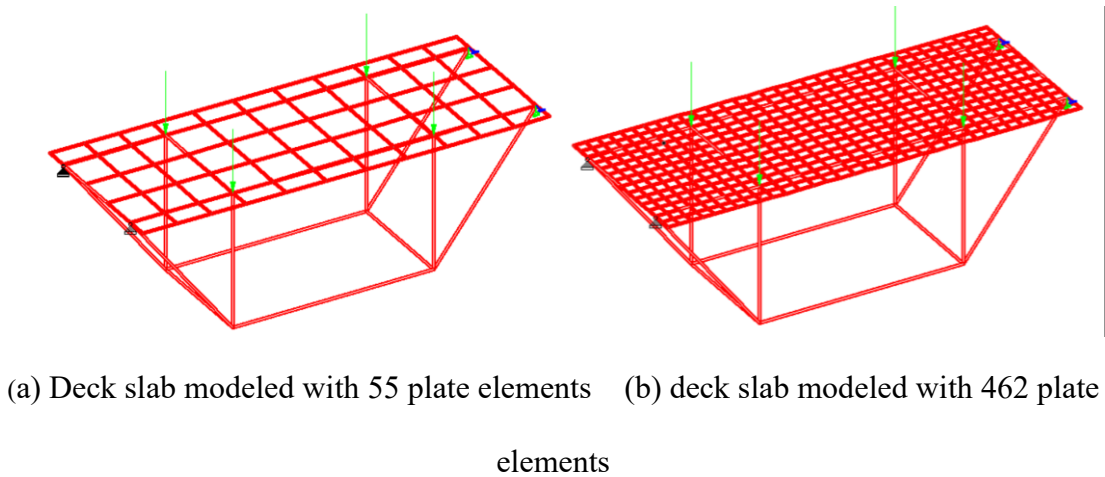 (a) Deck slab modeled with 55 plate elements (b) deck slab modeled with 462 plate
elements